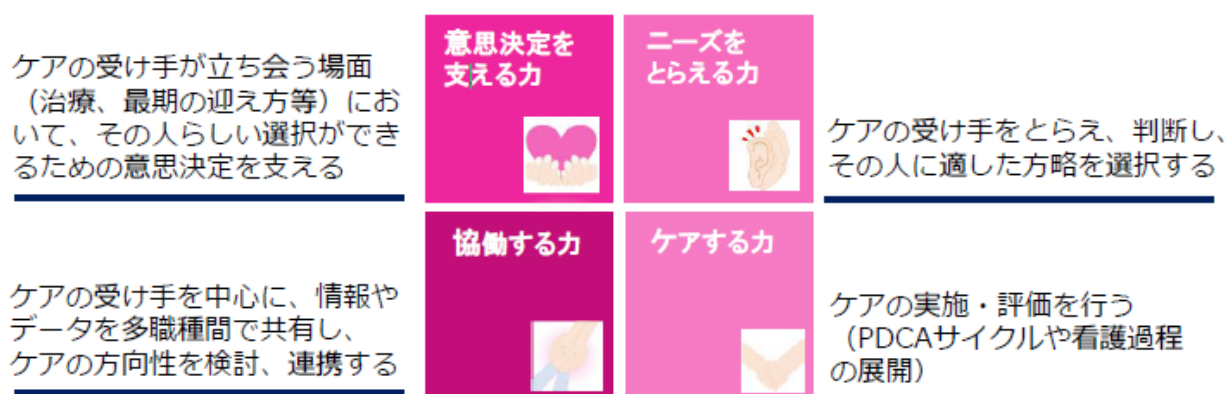 ケアの受け手が立ち会う場面
（治療、最期の迎え方等）にお
いて、その人らしい選択ができ
るための意思決定を支える
意思決定を
支える力
ニーズを
とらえる力
ケアの受け手をとらえ、判断し、
その人に適した方略を選択する
ケアの受け手を中心に、情報や
データを多職種間で共有し、
ケアの方向性を検討、連携する
協働する力
ケアする力
ケアの実施・評価を行う
（PDCAサイクルや看護過程
の展開）